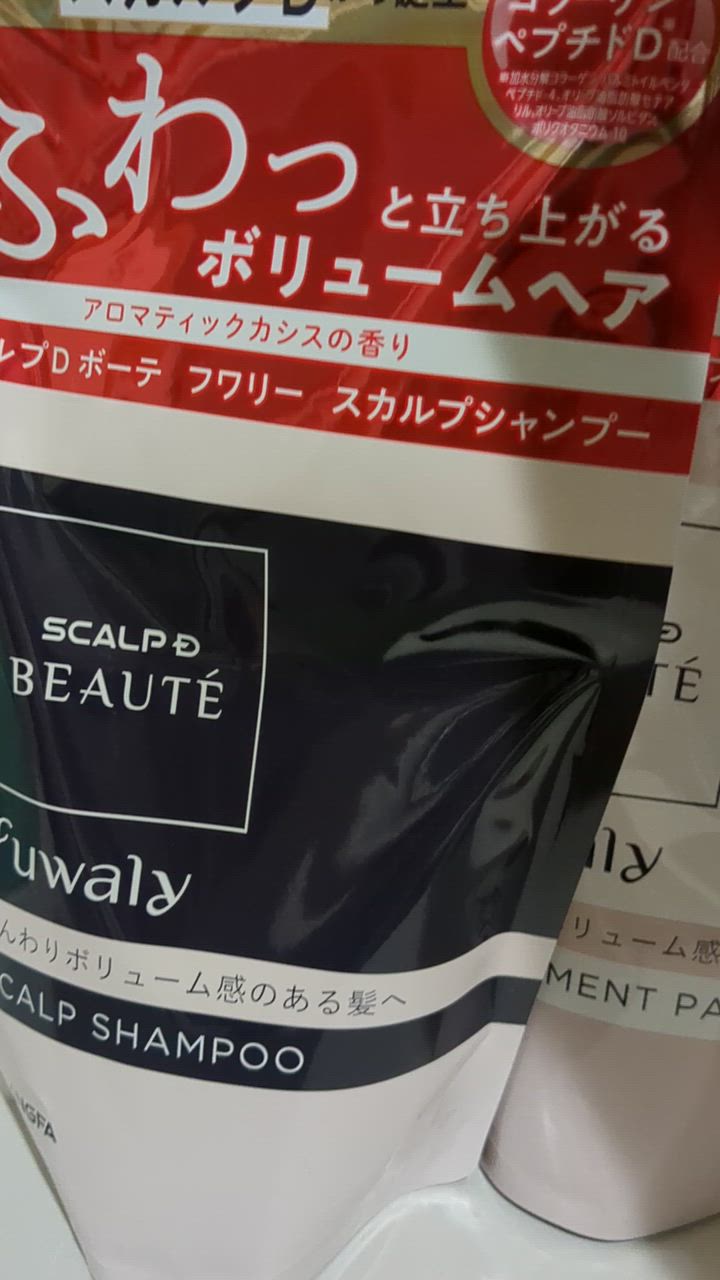 コラーゲン
ペプチドD配合
ふわっ
と立ち上がる
ボリュームヘア
アロマティックカシスの香り
ルプD ボーテ フワリー スカルプシャンプー
SCALP D
BEAUTÉ
fuwaly
んわりボリューム感のある髪へ
CALP SHAMPOO
NGFA
TÉ
ly
リューム感
MENT PA